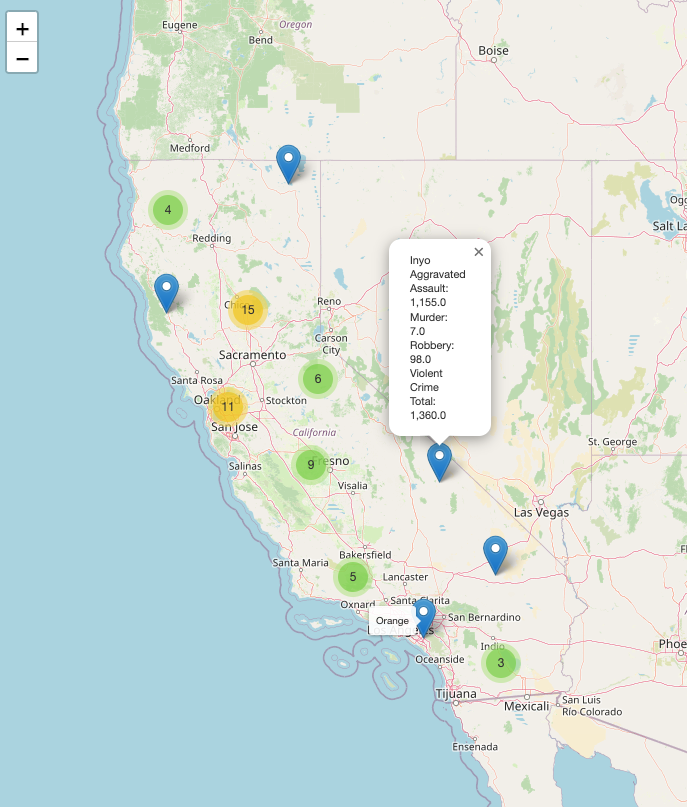 +
−
Oregon
Eugene
Bend
Boise
Medford
4
Redding
Ogg
Salt La
×
Inyo
Aggravated
Assault:
1,155.0
Murder:
7.0
Robbery:
98.0
Violent
Crime
Total:
1,360.0
15
Reno
Carson
City
Sacramento
6
Santa Rosa
Oakland
11
Stockton
San Jose
California
St. George
Salinas
9
Fresno
Visalia
Las Vegas
Bakersfield
Santa Maria
5
Lancaster
Oxnard
Santa Clarita
Orange
San Bernardino
Indio
Phoe
Oceanside
3
Tijuana
Mexicali
San Luis
Río Colorado
Ensenada